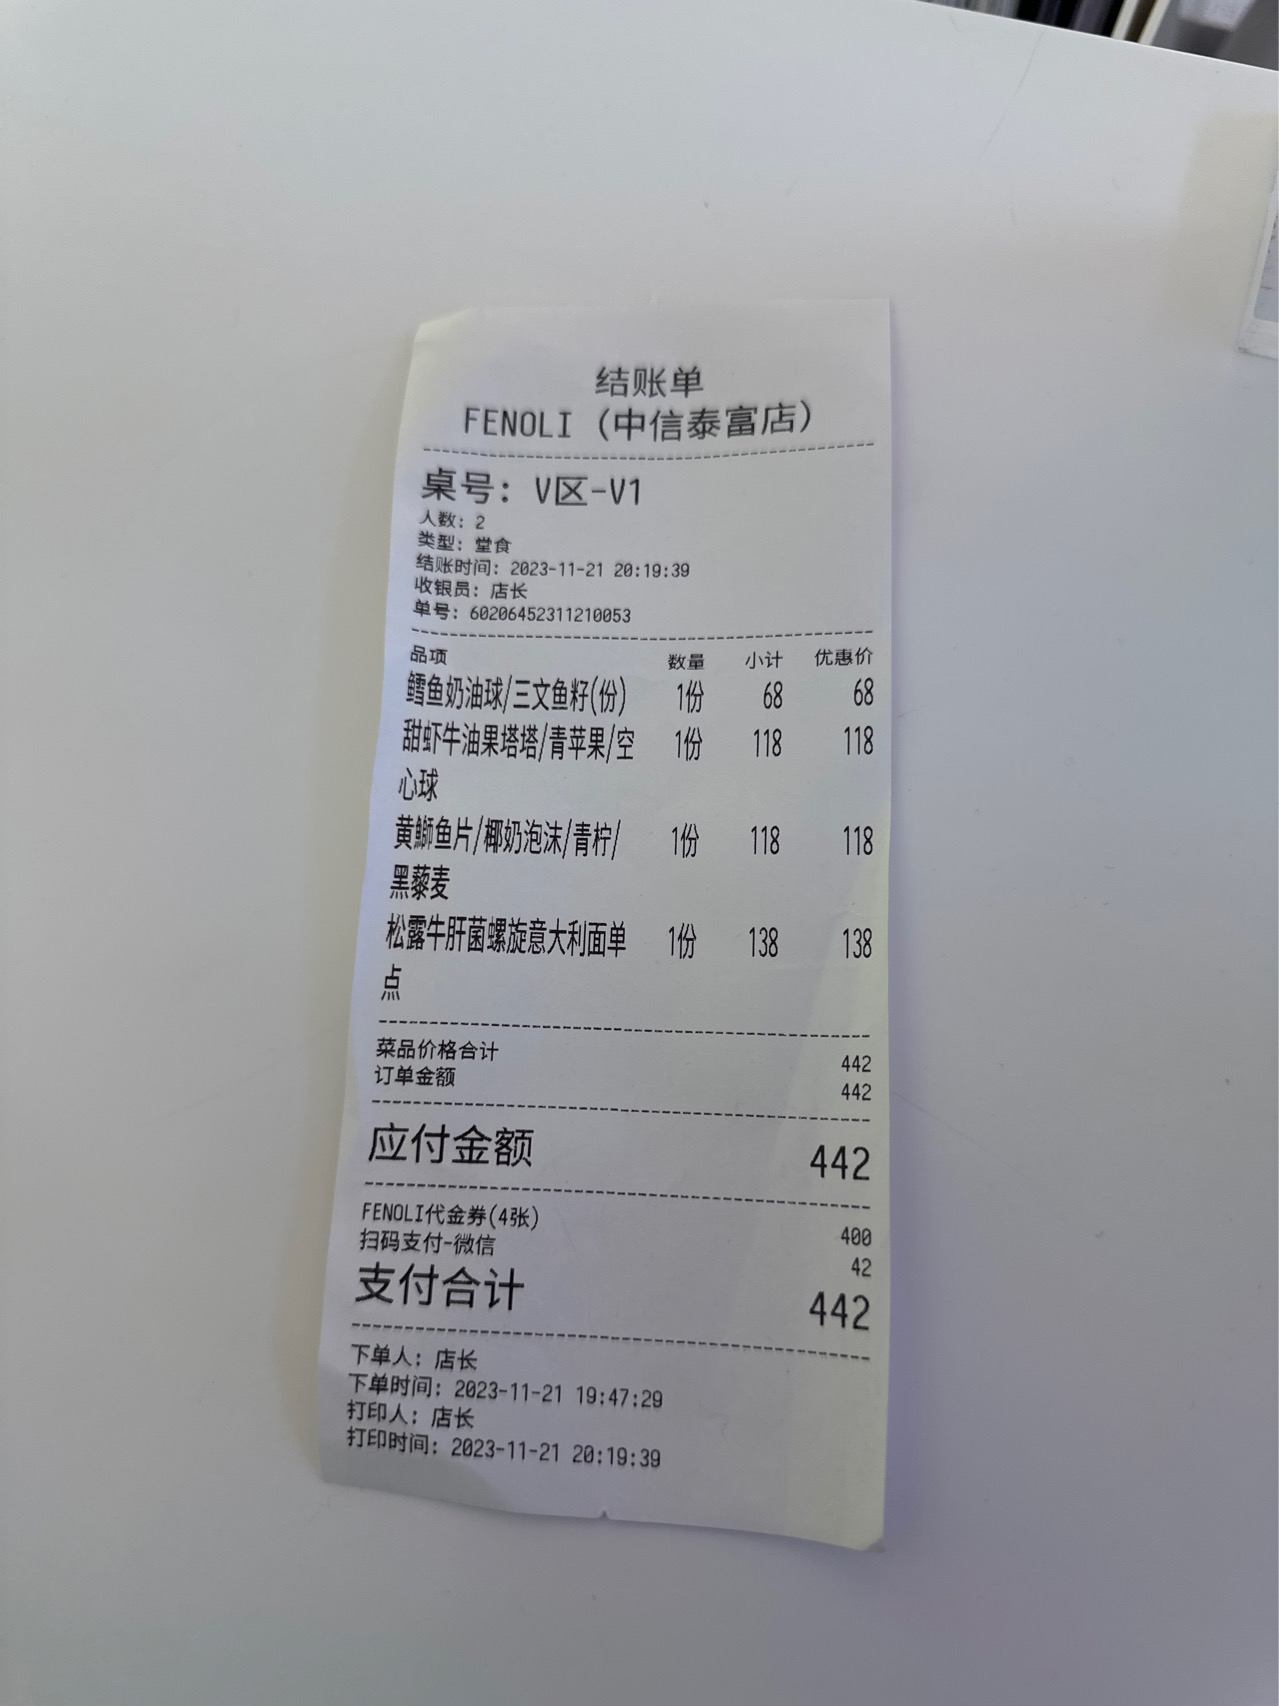 结账单
FENOLI (中信泰富店)
桌号: V区-V1
人数: 2
类型: 堂食
结账时间: 2023-11-21 20:19:39
收银员: 店长
单号: 60206452311210053
品项 数量 小计 优惠价
鳕鱼奶油球/三文鱼籽(份) 1份 68 68
甜虾牛油果塔塔/青苹果/空 1份 118 118
心球
黄鰤鱼片/椰奶泡沫/青柠/ 1份 118 118
黑藜麦
松露牛肝菌螺旋意大利面单 1份 138 138
点
菜品价格合计 442
订单金额 442
应付金额 442
FENOLI代金券(4张) 400
扫码支付-微信 42
支付合计 442
下单人: 店长
下单时间: 2023-11-21 19:47:29
打印人: 店长
打印时间: 2023-11-21 20:19:39